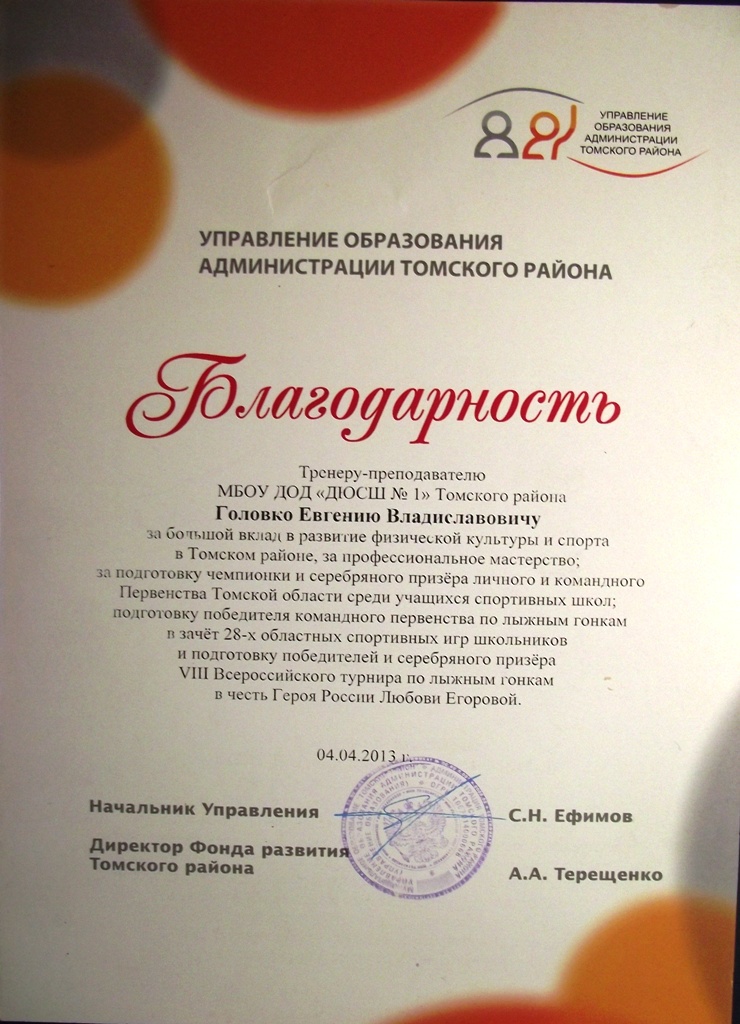 УПРАВЛЕНИЕ
ОБРАЗОВАНИЯ
АДМИНИСТРАЦИИ
ТОМСКОГО РАЙОНА
УПРАВЛЕНИЕ ОБРАЗОВАНИЯ
АДМИНИСТРАЦИИ ТОМСКОГО РАЙОНА
Благодарность
Тренеру-преподавателю
МБОУ ДОД «ДЮСШ № 1» Томского района
Головко Евгению Владиславовичу
за большой вклад в развитие физической культуры и спорта
в Томском районе, за профессиональное мастерство;
за подготовку чемпионки и серебряного призёра личного и командного
Первенства Томской области среди учащихся спортивных школ;
подготовку победителя командного первенства по лыжным гонкам
в зачёт 28-х областных спортивных игр школьников
и подготовку победителей и серебряного призёра
VIII Всероссийского турнира по лыжным гонкам
в честь Героя России Любови Егоровой.
04.04.2013 г.
Начальник Управления
С.Н. Ефимов
Директор Фонда развития
Томского района
А.А. Терещенко